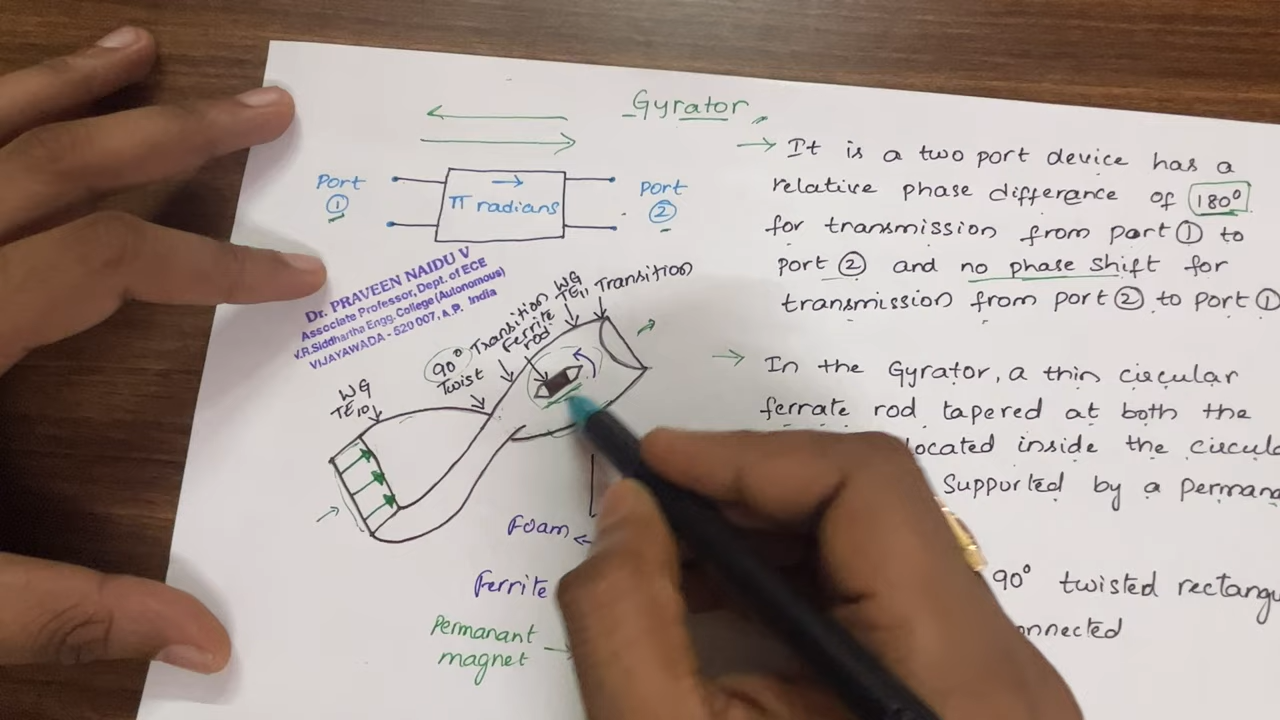 Gyrator
Port
①
π radians
Port
②
→ It is a two port device has a
relative phase difference of 180°
for transmission from port ① to
port ② and no phase shift for
transmission from port ② to port ①
Dr. PRAVEEN NAIDU V
Associate Professor, Dept. of ECE
V.R.Siddhartha Engg. College (Autonomous)
VIJAYAWADA - 520 007, A.P. India
WG
TE10
90°
Twist
Transition
Ferrite
rod
WG
TE11
Transition
→ In the Gyrator, a thin circular
ferrate rod tapered at both the
located inside the
Supported by a
90° twisted
Foam
Ferrite
Permanant
magnet